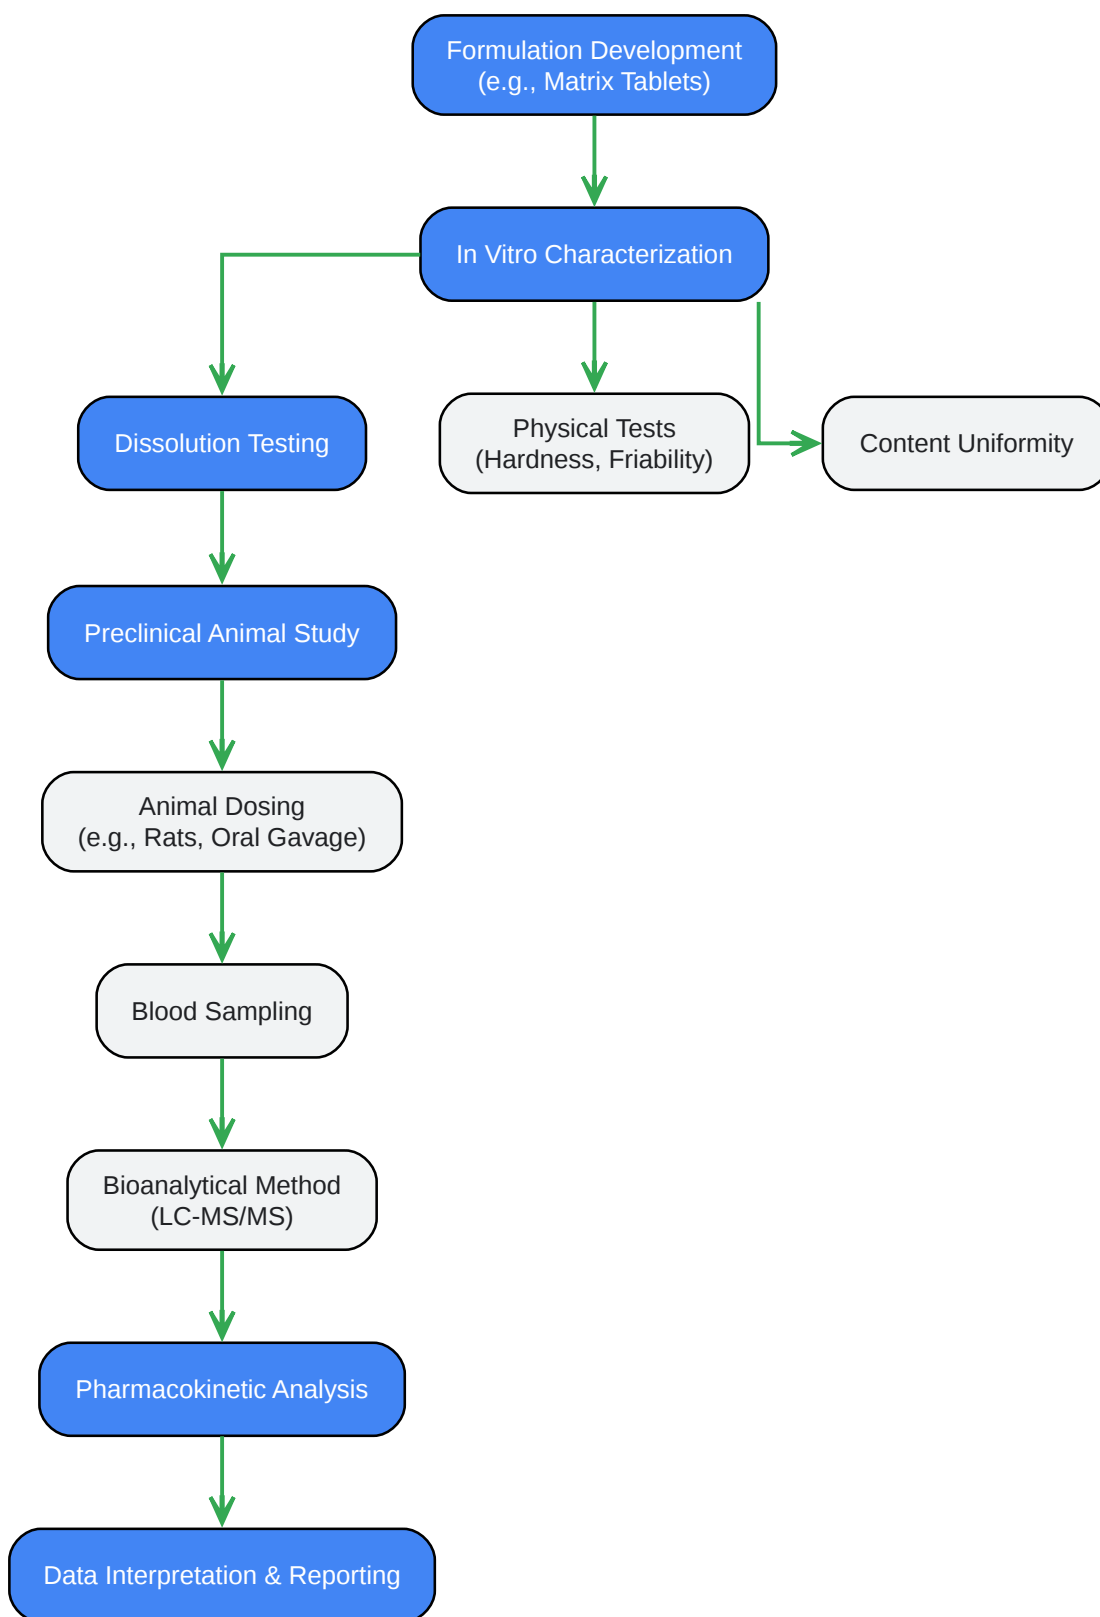 Formulation Development
(e.g., Matrix Tablets)
In Vitro Characterization
Dissolution Testing
Physical Tests
(Hardness, Friability)
Content Uniformity
Preclinical Animal Study
Animal Dosing
(e.g., Rats, Oral Gavage)
Blood Sampling
Bioanalytical Method
(LC-MS/MS)
Pharmacokinetic Analysis
Data Interpretation & Reporting